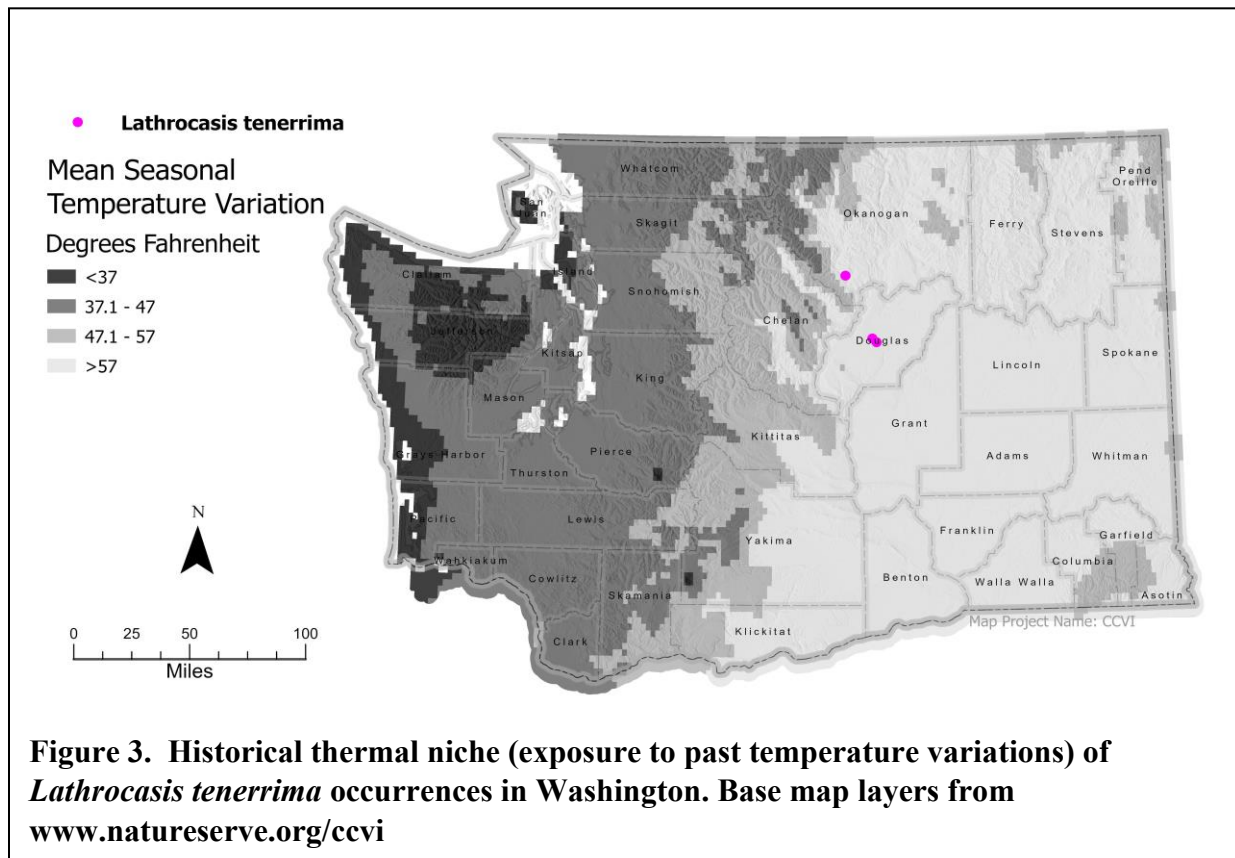 Lathrocasis tenerrima
Mean Seasonal
Temperature Variation
Degrees Fahrenheit
<37
37.1 - 47
47.1 - 57
>57
Whatcom
San
Juan
Skagit
Okanogan
Ferry
Stevens
Pend
Oreille
Clallam
Island
Snohomish
Chelan
Jefferson
Kitsap
Douglas
King
Lincoln
Spokane
Mason
Grant
Kittitas
Grays Harbor
Pierce
Adams
Whitman
Thurston
Pacific
Lewis
Yakima
Franklin
Garfield
Columbia
Wahkiakum
Cowlitz
Benton
Walla Walla
Asotin
Skamania
Klickitat
Clark
Map Project Name: CCVI
N
0 25 50 100
Miles
Figure 3. Historical thermal niche (exposure to past temperature variations) of
Lathrocasis tenerrima occurrences in Washington. Base map layers from
www.natureserve.org/ccvi